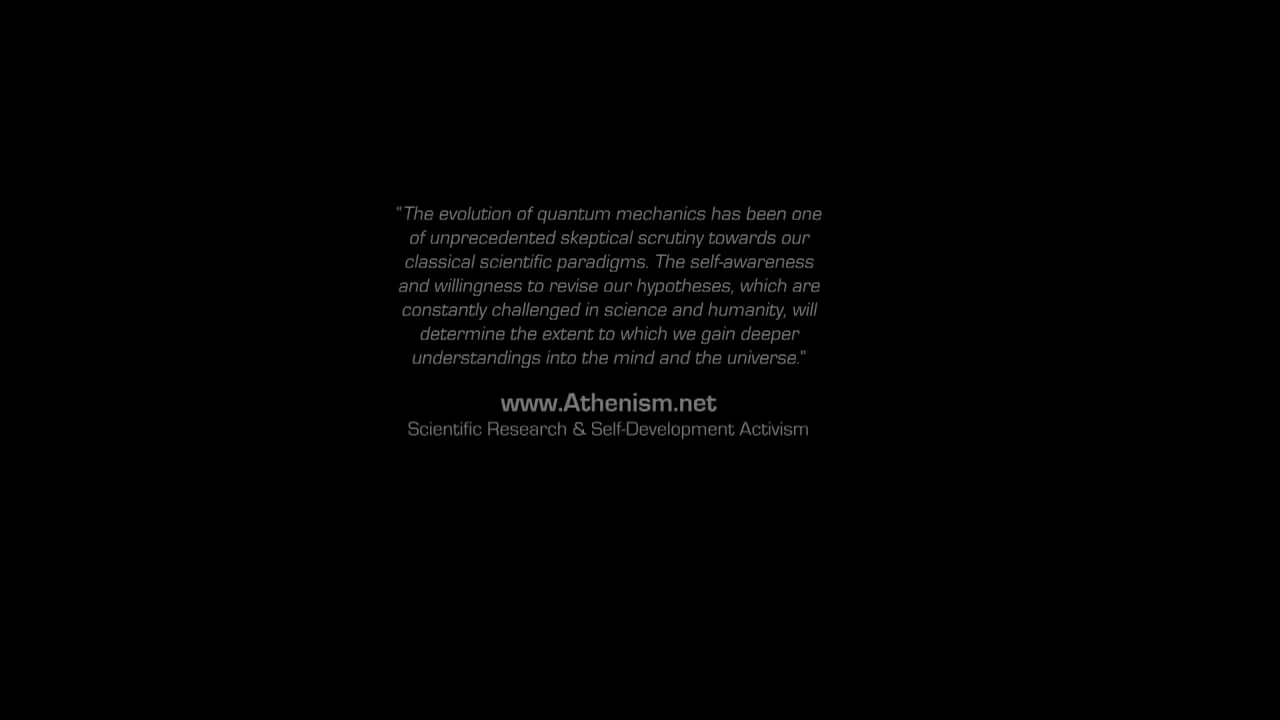 "The evolution of quantum mechanics has been one
of unprecedented skeptical scrutiny towards our
classical scientific paradigms. The self-awareness
and willingness to revise our hypotheses, which are
constantly challenged in science and humanity, will
determine the extent to which we gain deeper
understandings into the mind and the universe."
www.Athenism.net
Scientific Research & Self-Development Activism